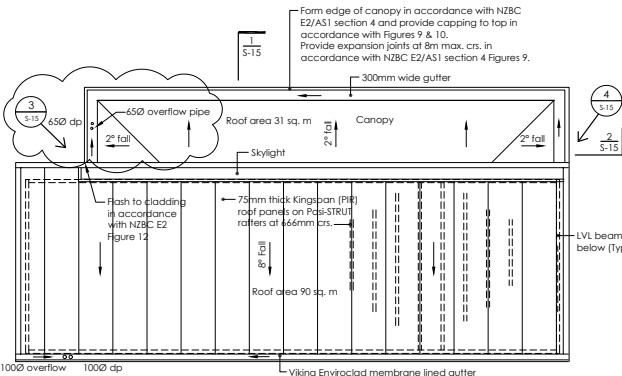 Form edge of canopy in accordance with NZBC
E2/AS1 section 4 and provide capping to top in
accordance with Figures 9 & 10.
Provide expansion joints at 8m max. crs. in
accordance with NZBC E2/AS1 section 4 Figures 9.
1
S-15
300mm wide gutter
3
S-15
65Ø dp
65Ø overflow pipe
Roof area 31 sq. m
Canopy
4
S-15
2° fall
2° fall
2° fall
2
S-15
Skylight
Flash to cladding
in accordance
with NZBC E2
Figure 12
75mm thick Kingspan (PIR)
roof panels on Posi-STRUT
rafters at 666mm crs.
8° Fall
Roof area 90 sq. m
LVL beam
below (Typ
100Ø overflow
100Ø dp
Viking Enviroclad membrane lined gutter